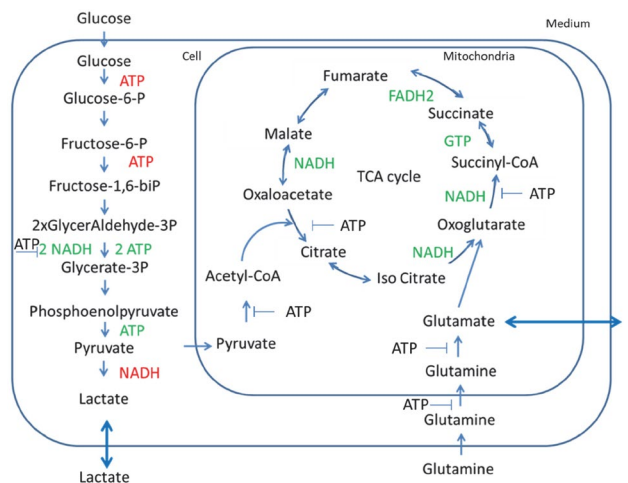 Glucose
Medium
Glucose
Cell
Mitochondria
ATP
Glucose-6-P
Fumarate
FADH2
Succinate
Fructose-6-P
Malate
GTP
ATP
NADH
Succinyl-CoA
TCA cycle
Fructose-1,6-biP
Oxaloacetate
NADH
ATP
2xGlycerAldehyde-3P
ATP
Oxoglutarate
ATP
2 NADH
2 ATP
Citrate
NADH
Glycerate-3P
Acetyl-CoA
Iso Citrate
Phosphoenolpyruvate
ATP
Glutamate
ATP
Pyruvate
Pyruvate
ATP
NADH
Glutamine
Lactate
ATP
Glutamine
Lactate
Glutamine